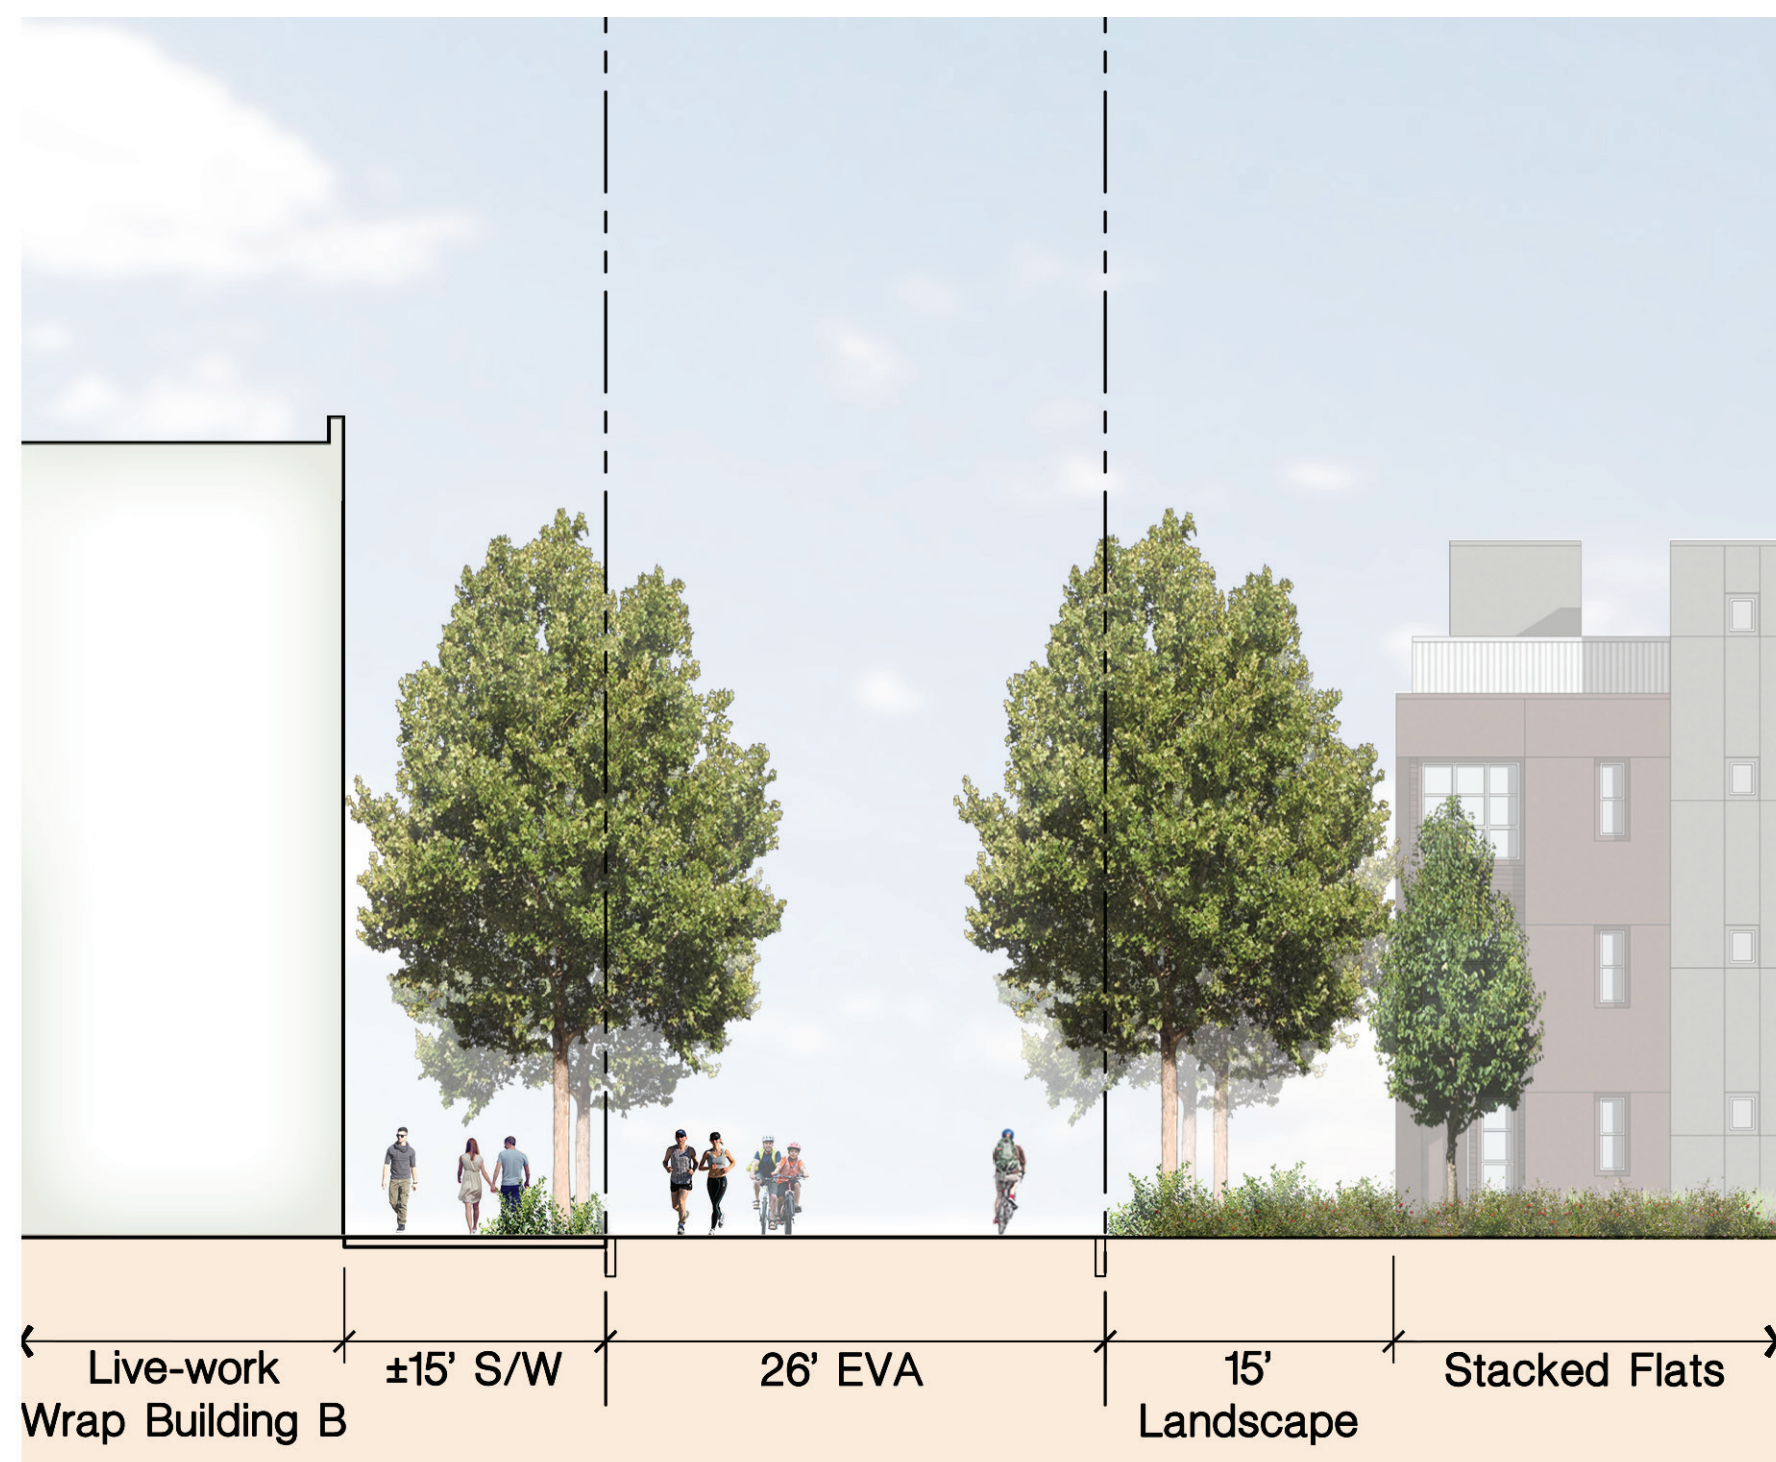 Live-work
Wrap Building B
±15' S/W
26' EVA
15'
Landscape
Stacked Flats